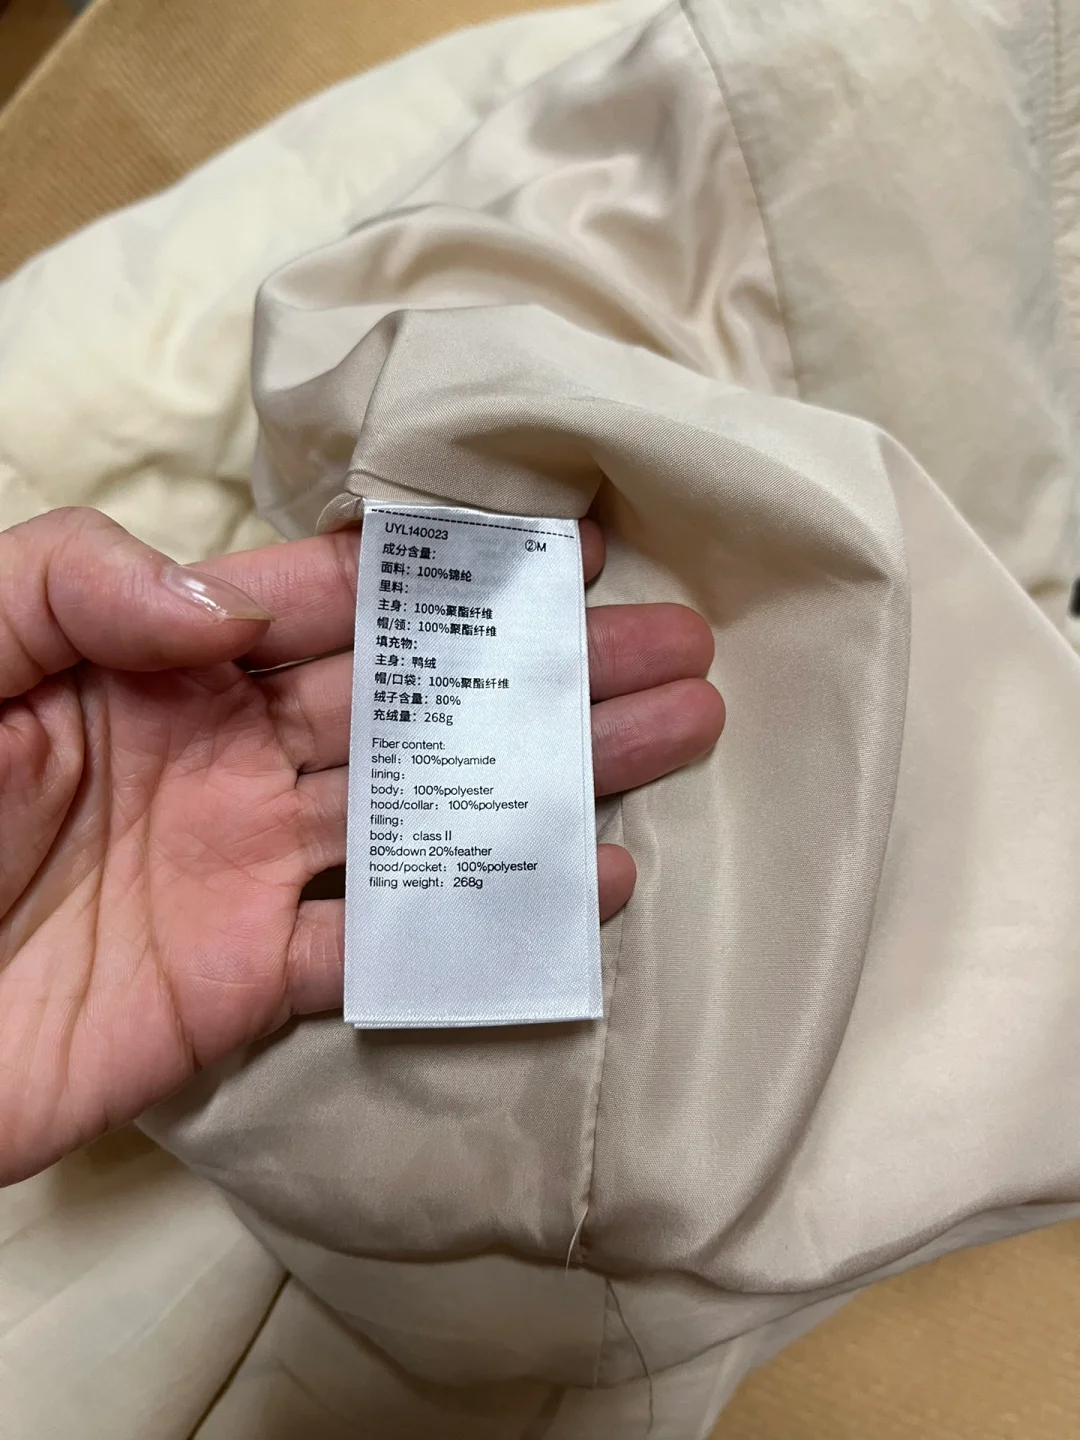 UYL140023
②M
成分含量:
面料: 100%锦纶
里料:
主身: 100%聚酯纤维
帽/领: 100%聚酯纤维
填充物:
主身: 鸭绒
帽/口袋: 100%聚酯纤维
绒子含量: 80%
充绒量: 268g
Fiber content:
shell: 100%polyamide
lining:
body: 100%polyester
hood/collar: 100%polyester
filling:
body: class II
80%down 20%feather
hood/pocket: 100%polyester
filling weight: 268g